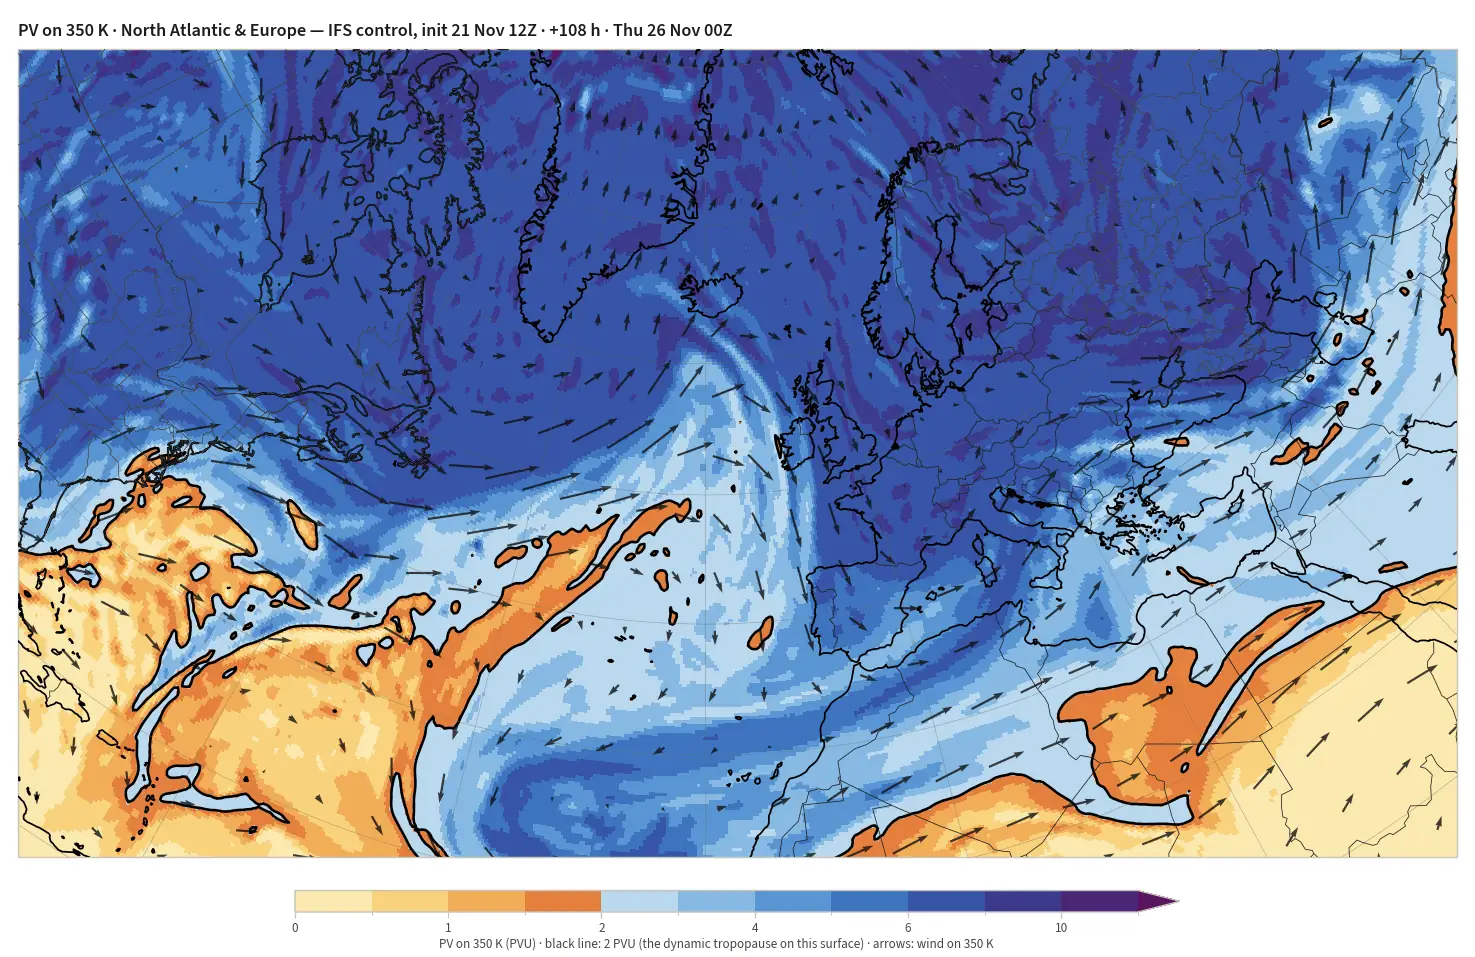 PV on 350 K · North Atlantic & Europe — IFS control, init 21 Nov 12Z · +108 h · Thu 26 Nov 00Z
0 1 2 4 6 10
PV on 350 K (PVU) · black line: 2 PVU (the dynamic tropopause on this surface) · arrows: wind on 350 K